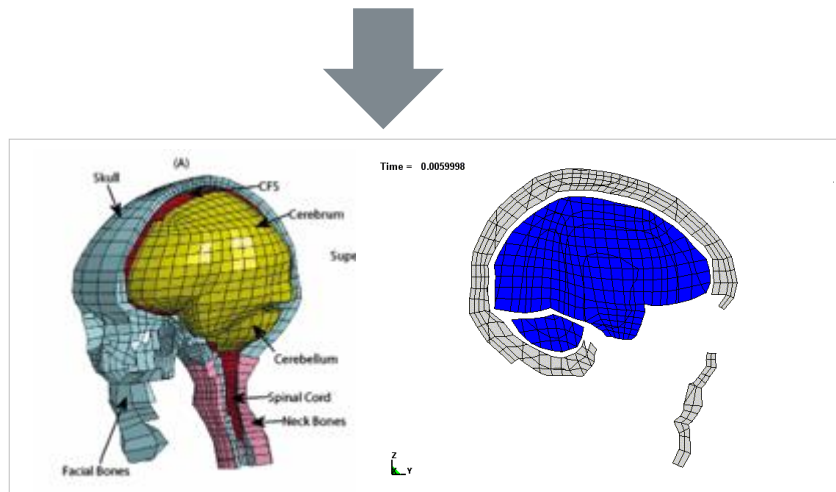 (A)
Skull
CFS
Cerebrum
Supe
Cerebellum
Spinal Cord
Neck Bones
Facial Bones
Time = 0.0059998
Z
Y